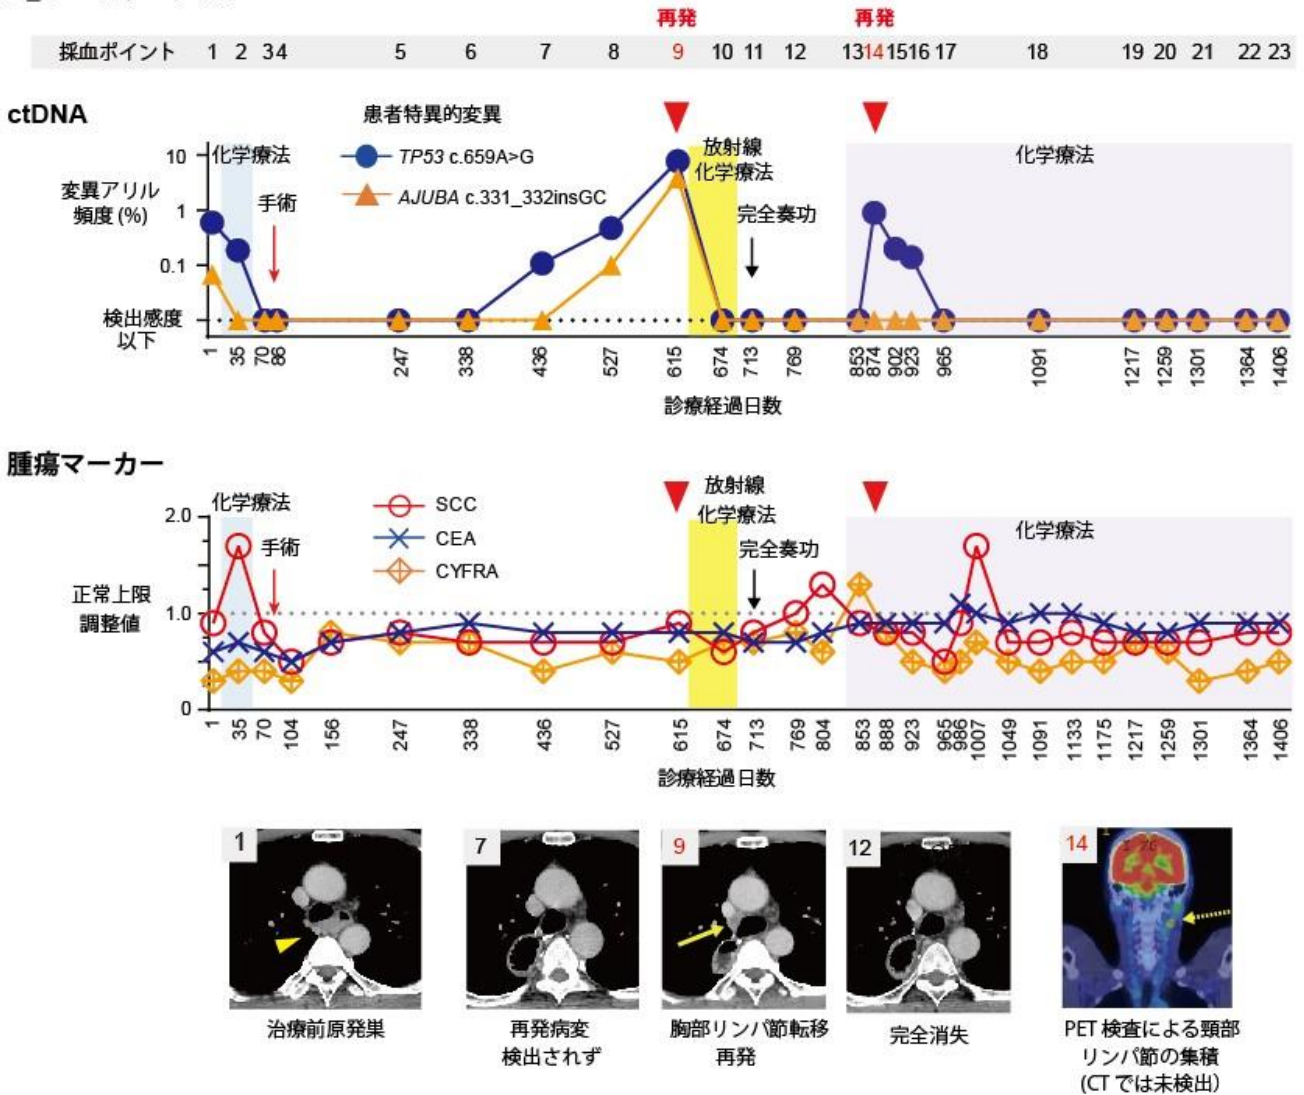 再発 再発
採血ポイント 1 2 3 4 5 6 7 8 9 10 11 12 13 14 15 16 17 18 19 20 21 22 23
ctDNA
患者特異的変異
TP53 c.659A>G
AJUBA c.331_332insGC
化学療法
手術
放射線
化学療法
完全奏功
化学療法
変異アリル
頻度 (%)
10
1
0.1
検出感度
以下
1 35 70 86 247 338 436 527 615 674 713 769 853 874 902 923 965 1091 1217 1259 1301 1364 1406
診療経過日数
腫瘍マーカー
化学療法
手術
SCC
CEA
CYFRA
放射線
化学療法
完全奏功
化学療法
2.0
正常上限
調整値
1.0
0
1 35 70 104 156 247 338 436 527 615 674 713 769 804 853 888 923 965 986 1007 1049 1091 1133 1175 1217 1259 1301 1364 1406
診療経過日数
1 7 9 12 14
治療前原発巣
再発病変
検出されず
胸部リンパ節転移
再発
完全消失
PET 検査による頸部
リンパ節の集積
(CT では未検出)